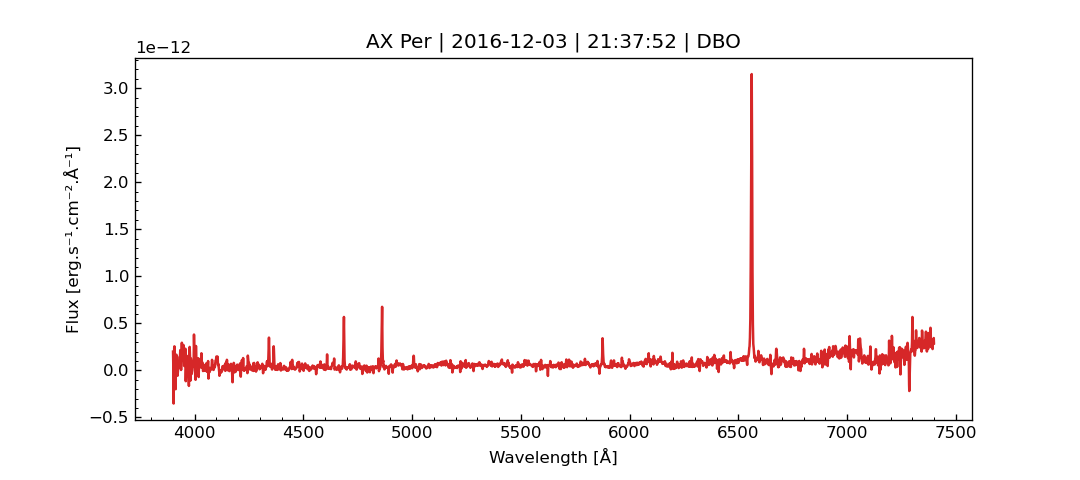 AX Per | 2016-12-03 | 21:37:52 | DBO
1e−12
3.0
2.5
2.0
1.5
1.0
0.5
0.0
−0.5
Flux [erg.s⁻¹.cm⁻².Å⁻¹]
4000 4500 5000 5500 6000 6500 7000 7500
Wavelength [Å]